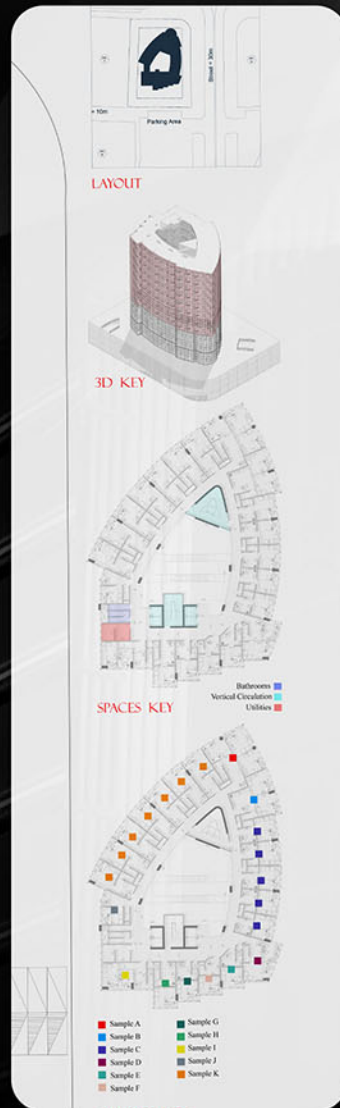 Street = 30m
= 10m
Parking Area
LAYOUT
3D KEY
Bathrooms
Vertical Circulation
Utilities
SPACES KEY
Sample A
Sample B
Sample C
Sample D
Sample E
Sample F
Sample G
Sample H
Sample I
Sample J
Sample K